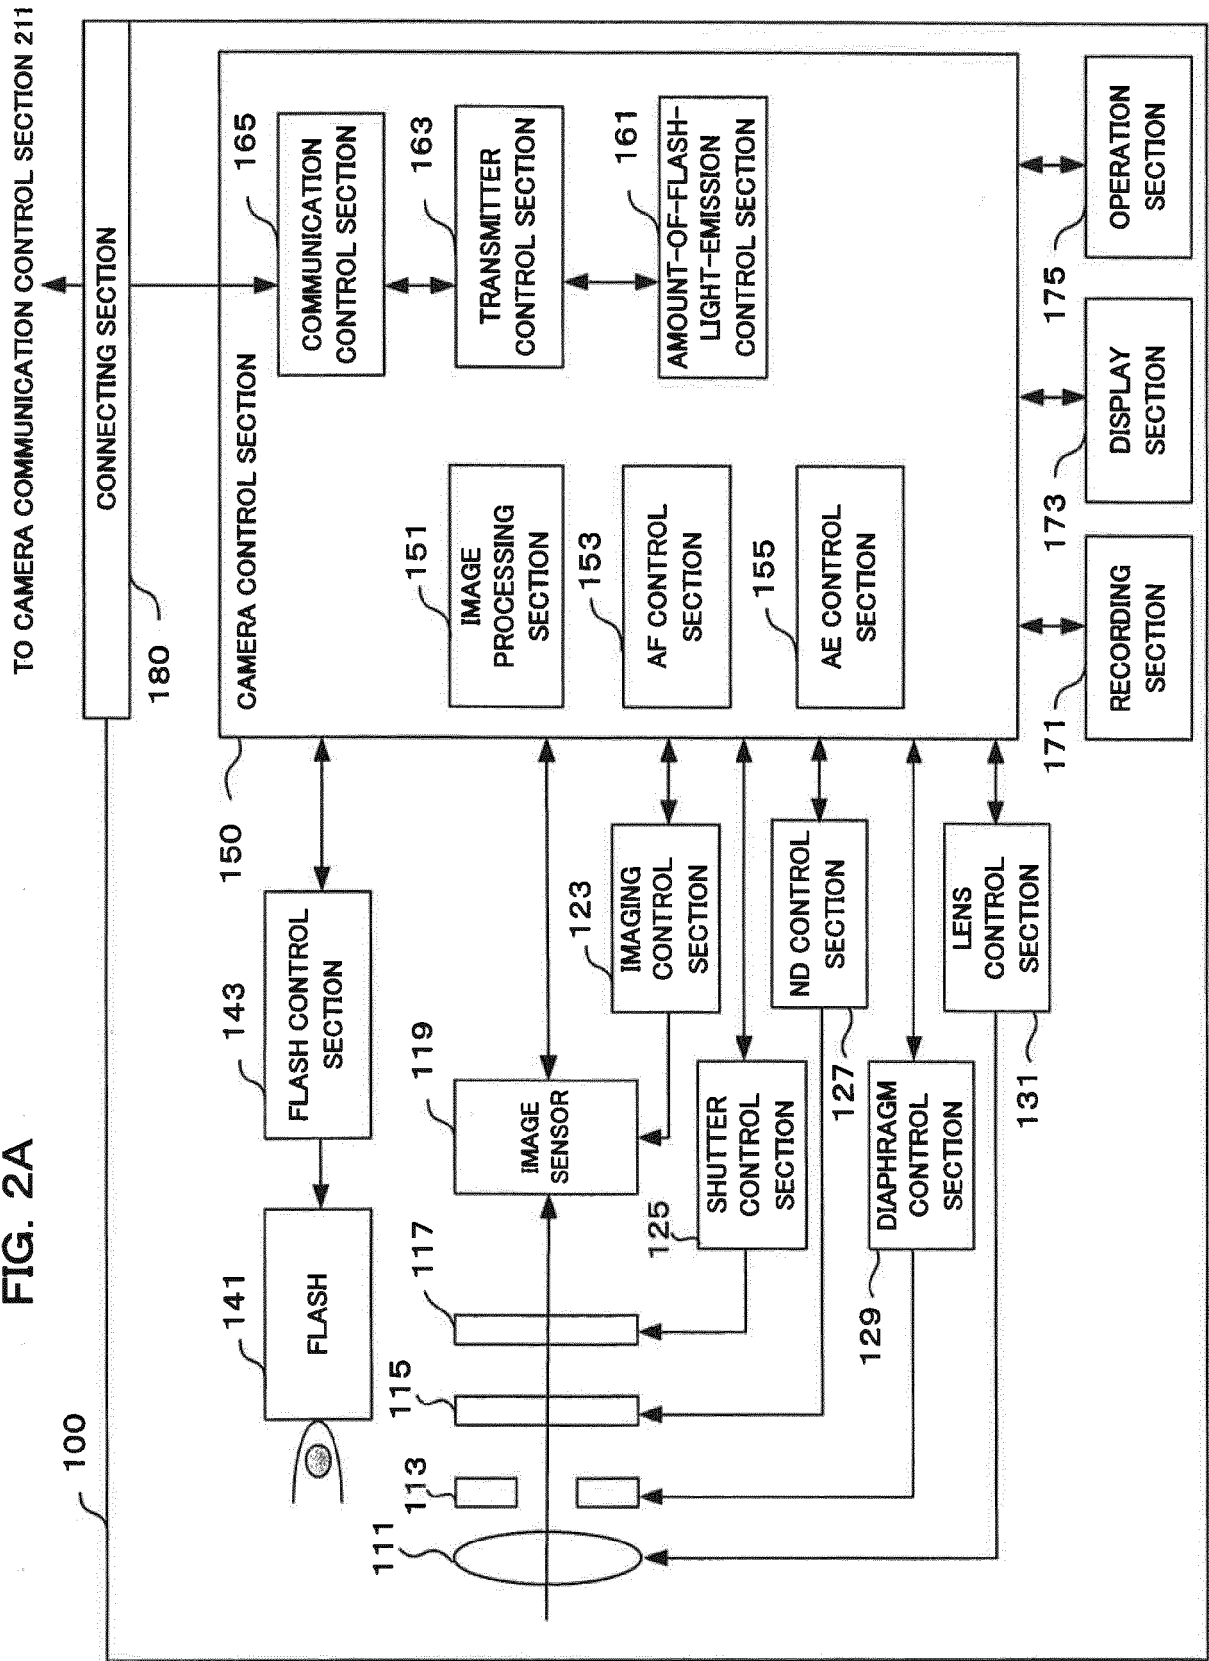 FIG. 2A
TO CAMERA COMMUNICATION CONTROL SECTION 211
100
CONNECTING SECTION
180
141
FLASH
143
FLASH CONTROL
SECTION
150
CAMERA CONTROL SECTION
165
COMMUNICATION
CONTROL SECTION
163
TRANSMITTER
CONTROL SECTION
161
AMOUNT-OF-FLASH-
LIGHT-EMISSION
CONTROL SECTION
151
IMAGE
PROCESSING
SECTION
153
AF CONTROL
SECTION
155
AE CONTROL
SECTION
111
113
115
117
119
IMAGE
SENSOR
123
IMAGING
CONTROL
SECTION
125
SHUTTER
CONTROL
SECTION
ND CONTROL
SECTION
127
DIAPHRAGM
CONTROL
SECTION
129
LENS
CONTROL
SECTION
131
171
RECORDING
SECTION
173
DISPLAY
SECTION
175
OPERATION
SECTION